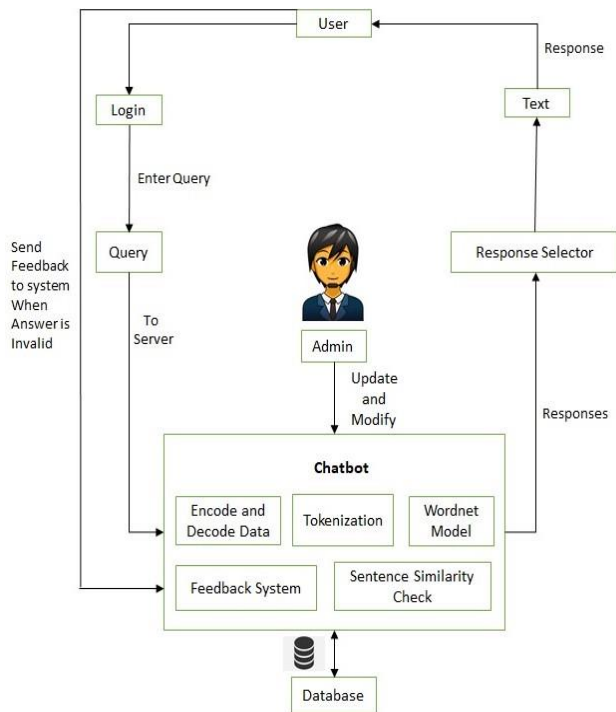 User
Response
Login
Text
Enter Query
Send
Feedback
to system
When
Answer is
Invalid
Query
Response Selector
To
Server
Admin
Update
and
Modify
Responses
Chatbot
Encode and
Decode Data
Tokenization
Wordnet
Model
Feedback System
Sentence Similarity
Check
Database